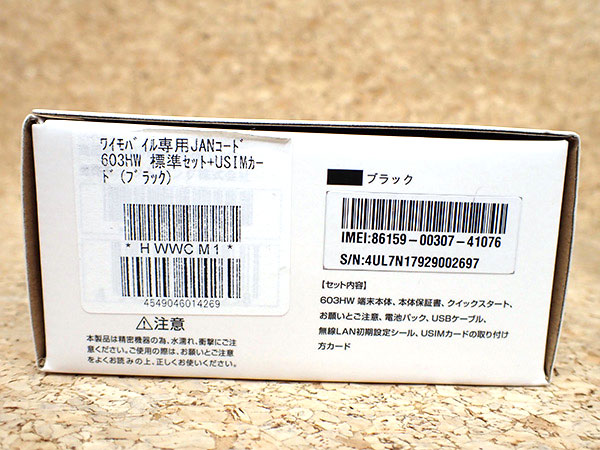 ﾜｲﾓﾊﾞｲﾙ専用JANｺｰﾄﾞ
603HW 標準ｾｯﾄ+USIMｶｰ
ﾄﾞ(ﾌﾞﾗｯｸ)
* HWWCM1 *
4549046014269
⚠注意
本製品は精密機器の為、水濡れ、衝撃にご注
意ください。ご使用の際は、お願いとご注意
をよくお読みの上、正しくお使いください。
ブラック
IMEI:86159-00307-41076
S/N:4UL7N17929002697
【セット内容】
603HW 端末本体、本体保証書、クイックスタート、
お願いとご注意、電池パック、USBケーブル、
無線LAN初期設定シール、USIMカードの取り付け
方カード